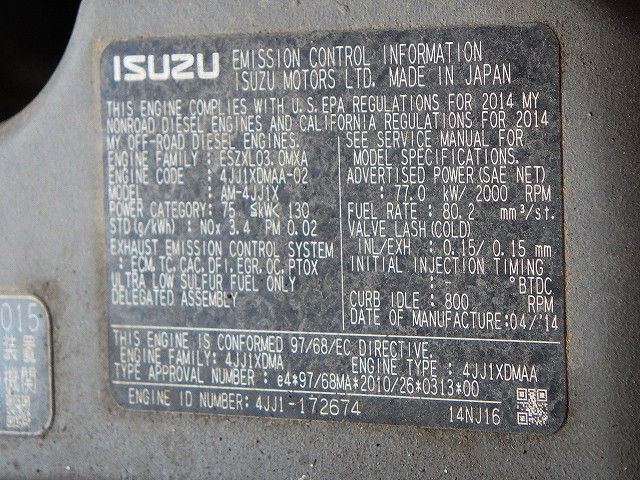 ISUZU EMISSION CONTROL INFORMATION
ISUZU MOTORS LTD. MADE IN JAPAN
THIS ENGINE COMPLIES WITH U.S.EPA REGULATIONS FOR 2014 MY
NONROAD DIESEL ENGINES AND CALIFORNIA REGULATIONS FOR 2014
MY OFF-ROAD DIESEL ENGINES.
ENGINE FAMILY : ESZXL03.0MXA
ENGINE CODE : 4JJ1XDMAA-02
MODEL : AM-4JJ1X
POWER CATEGORY: 75 ≦kW< 130
STD(g/kWh) : NOx 3.4 PM 0.02
EXHAUST EMISSION CONTROL SYSTEM
: ECM,TC,CAC,DFI,EGR,OC,PTOX
ULTRA LOW SULFUR FUEL ONLY
DELEGATED ASSEMBLY
SEE SERVICE MANUAL FOR
MODEL SPECIFICATIONS.
ADVERTISED POWER(SAE NET)
: 77.0 kW/ 2000 RPM
FUEL RATE : 80.2 mm³/st.
VALVE LASH(COLD)
INL/EXH : 0.15/ 0.15 mm
INITIAL INJECTION TIMING
: - °BTDC
CURB IDLE : 800 RPM
DATE OF MANUFACTURE:04/'14
THIS ENGINE IS CONFORMED 97/68/EC DIRECTIVE.
ENGINE FAMILY: 4JJ1XDMA ENGINE TYPE : 4JJ1XDMAA
TYPE APPROVAL NUMBER : e4*97/68MA*2010/26*0313*00
ENGINE ID NUMBER: 4JJ1-172674 14NJ16
015
装置
機関